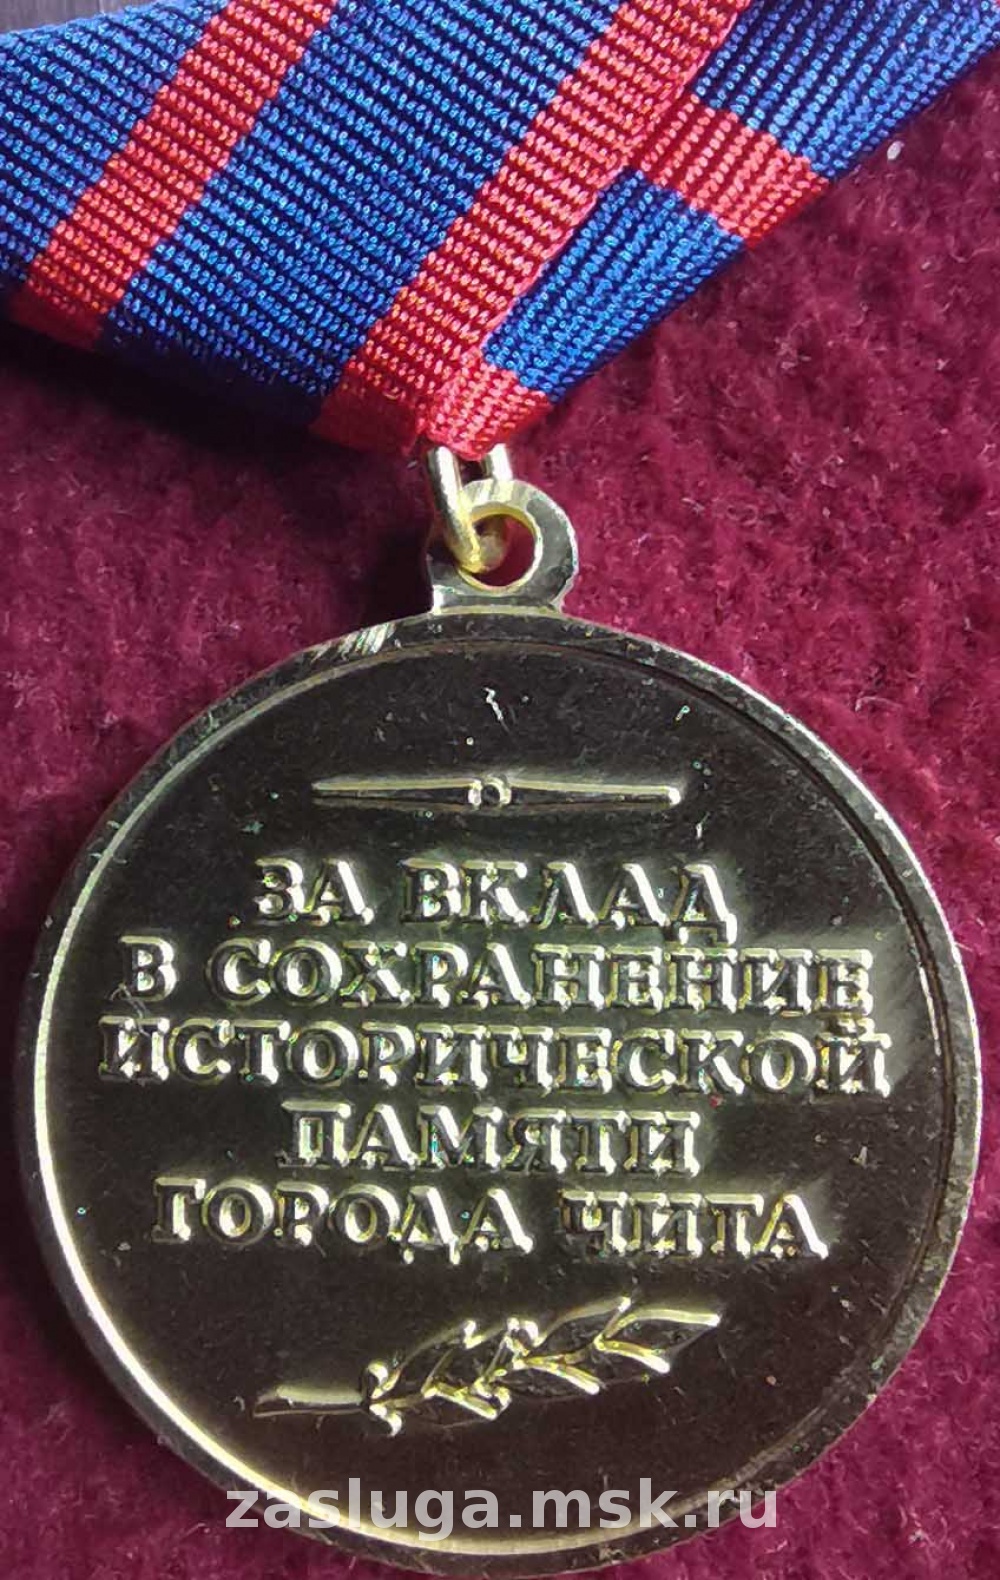 ЗА ВКЛАД
В СОХРАНЕНИЕ
ИСТОРИЧЕСКОЙ
ПАМЯТИ
ГОРОДА ЧИТА
zasluga.msk.ru